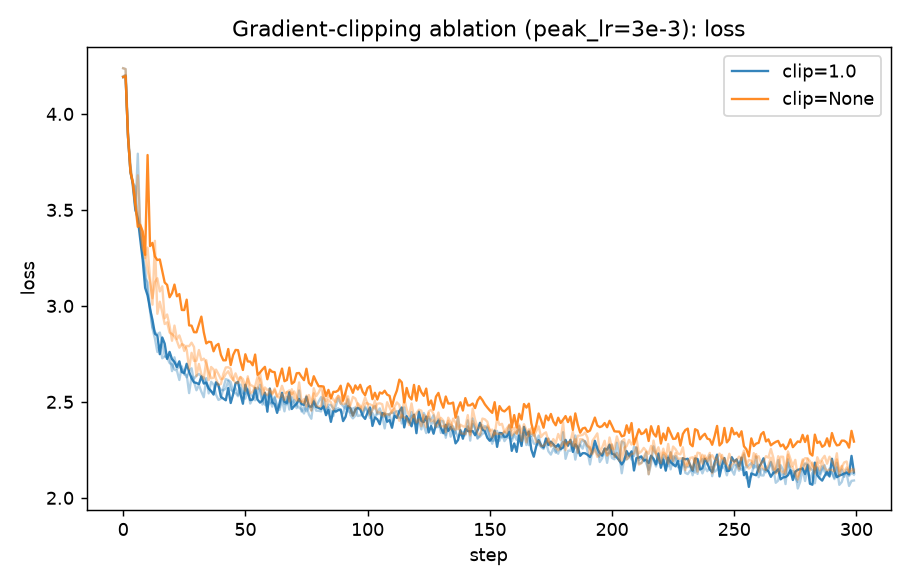 Gradient-clipping ablation (peak_lr=3e-3): loss
clip=1.0
clip=None
4.0
3.5
3.0
2.5
2.0
loss
0 50 100 150 200 250 300
step